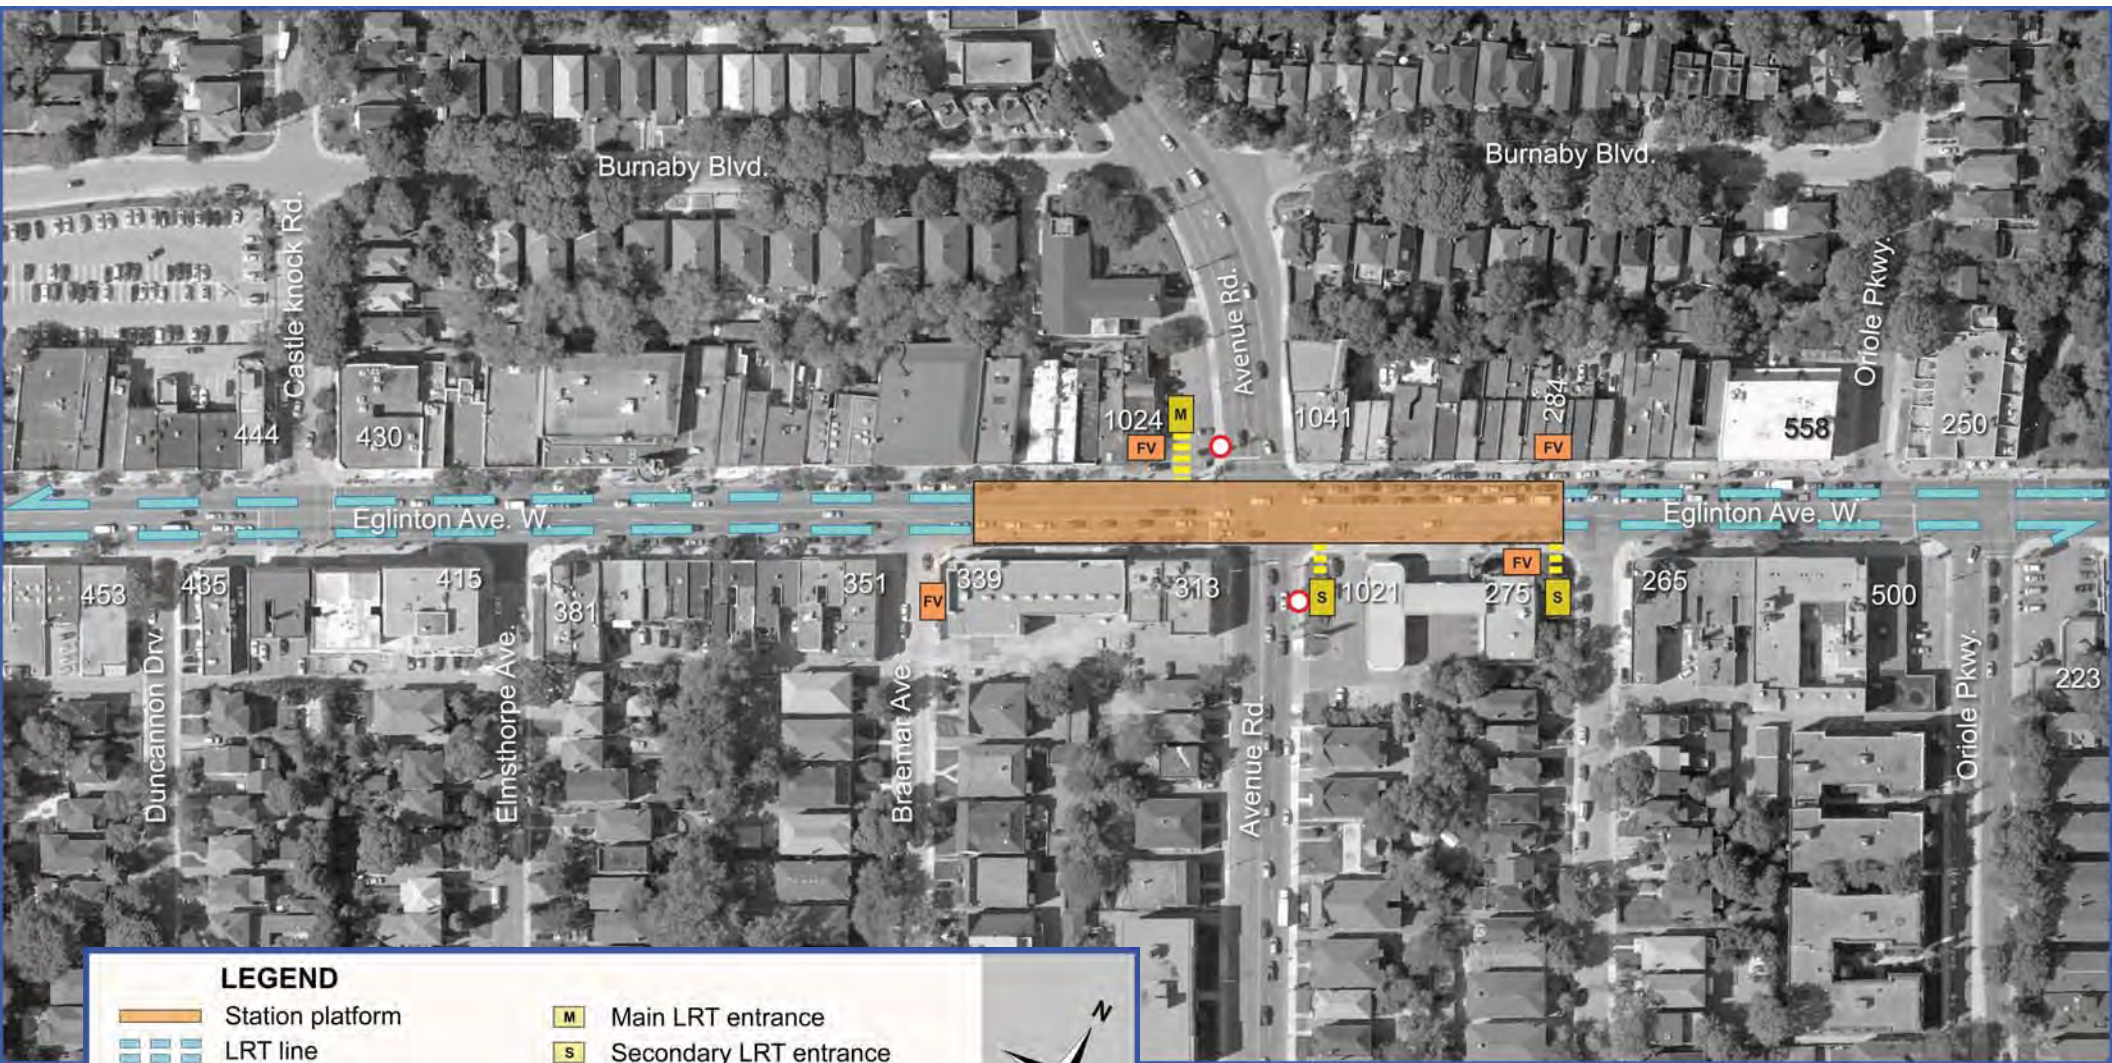 Burnaby Blvd.
Burnaby Blvd.
Castle knock Rd.
Avenue Rd.
Oriole Pkwy.
444
430
1024
M
FV
1041
284
FV
558
250
Eglinton Ave. W.
Eglinton Ave. W.
453
435
415
381
351
FV
339
313
S
1021
FV
275
S
265
500
223
Duncannon Drv.
Elmsthorpe Ave.
Braemar Ave.
Avenue Rd.
Oriole Pkwy.
LEGEND
Station platform
M Main LRT entrance
LRT line
S Secondary LRT entrance
N